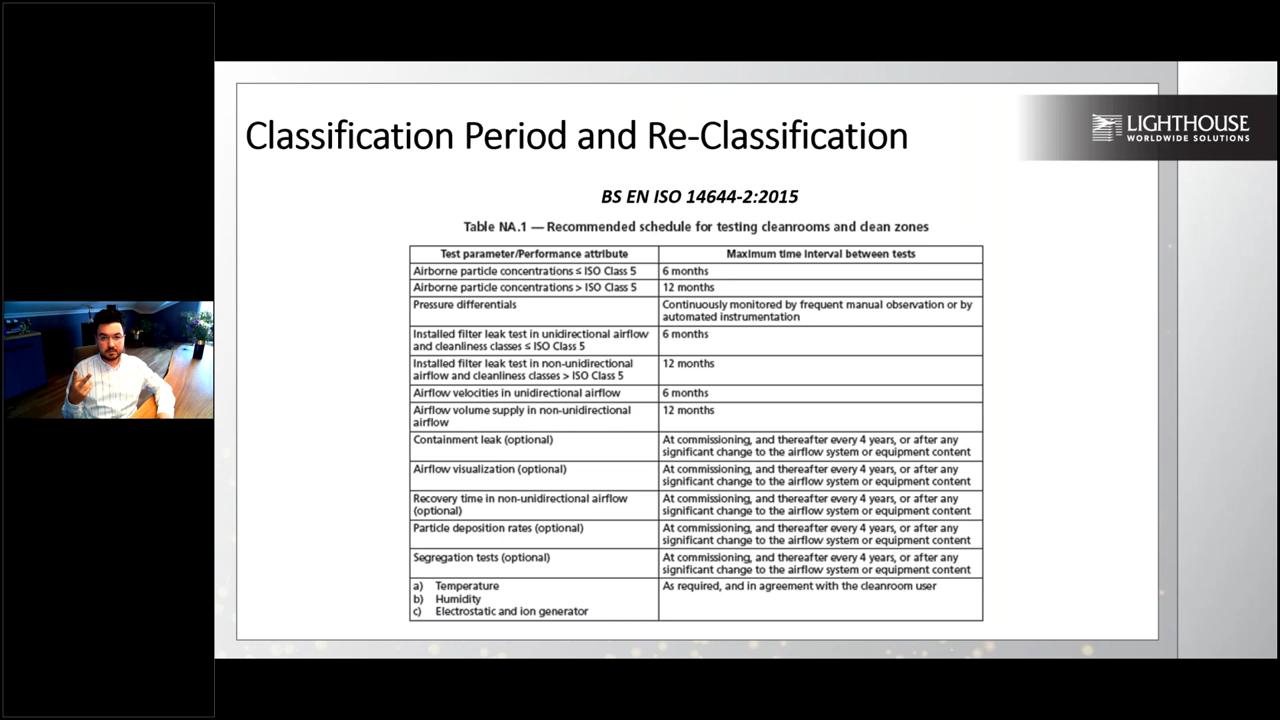 Classification Period and Re-Classification
LIGHTHOUSE
WORLDWIDE SOLUTIONS
BS EN ISO 14644-2:2015
Table NA.1 — Recommended schedule for testing cleanrooms and clean zones
Test parameter/Performance attribute
Maximum time interval between tests
Airborne particle concentrations ≤ ISO Class 5
6 months
Airborne particle concentrations > ISO Class 5
12 months
Pressure differentials
Continuously monitored by frequent manual observation or by
automated instrumentation
Installed filter leak test in unidirectional airflow
and cleanliness classes ≤ ISO Class 5
6 months
Installed filter leak test in non-unidirectional
airflow and cleanliness classes > ISO Class 5
12 months
Airflow velocities in unidirectional airflow
6 months
Airflow volume supply in non-unidirectional
airflow
12 months
Containment leak (optional)
At commissioning, and thereafter every 4 years, or after any
significant change to the airflow system or equipment content
Airflow visualization (optional)
At commissioning, and thereafter every 4 years, or after any
significant change to the airflow system or equipment content
Recovery time in non-unidirectional airflow
(optional)
At commissioning, and thereafter every 4 years, or after any
significant change to the airflow system or equipment content
Particle deposition rates (optional)
At commissioning, and thereafter every 4 years, or after any
significant change to the airflow system or equipment content
Segregation tests (optional)
At commissioning, and thereafter every 4 years, or after any
significant change to the airflow system or equipment content
a) Temperature
b) Humidity
c) Electrostatic and ion generator
As required, and in agreement with the cleanroom user